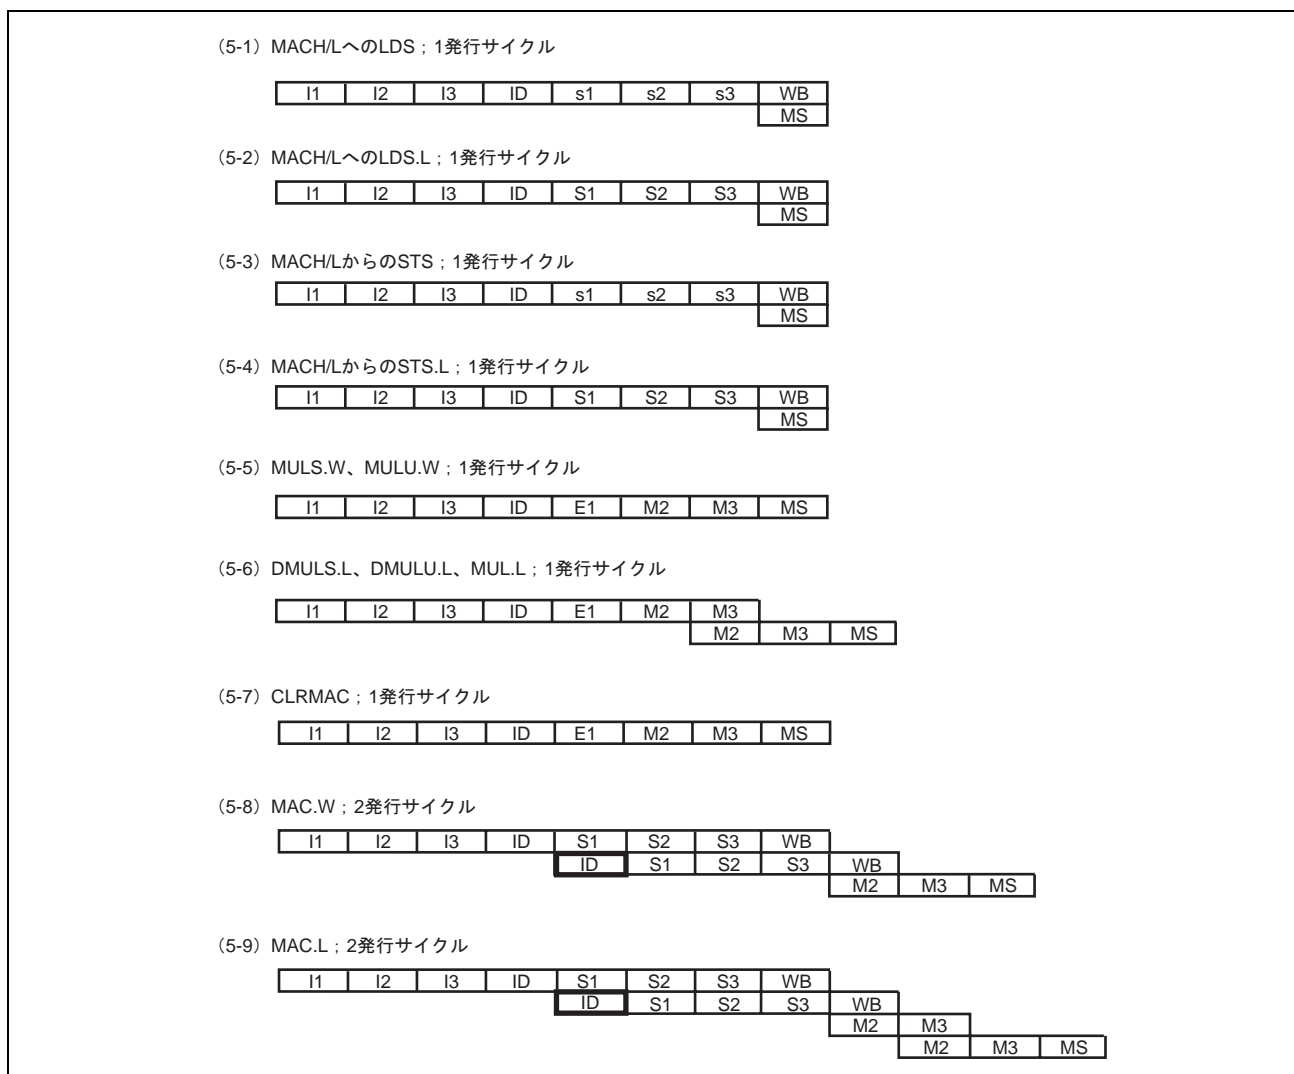 (5-1) MACH/LへのLDS；1発行サイクル
I1 I2 I3 ID s1 s2 s3 WB
MS
(5-2) MACH/LへのLDS.L；1発行サイクル
I1 I2 I3 ID S1 S2 S3 WB
MS
(5-3) MACH/LからのSTS；1発行サイクル
I1 I2 I3 ID s1 s2 s3 WB
MS
(5-4) MACH/LからのSTS.L；1発行サイクル
I1 I2 I3 ID S1 S2 S3 WB
MS
(5-5) MULS.W、MULU.W；1発行サイクル
I1 I2 I3 ID E1 M2 M3 MS
(5-6) DMULS.L、DMULU.L、MUL.L；1発行サイクル
I1 I2 I3 ID E1 M2 M3
M2 M3 MS
(5-7) CLRMAC；1発行サイクル
I1 I2 I3 ID E1 M2 M3 MS
(5-8) MAC.W；2発行サイクル
I1 I2 I3 ID S1 S2 S3 WB
ID S1 S2 S3 WB
M2 M3 MS
(5-9) MAC.L；2発行サイクル
I1 I2 I3 ID S1 S2 S3 WB
ID S1 S2 S3 WB
M2 M3
M2 M3 MS